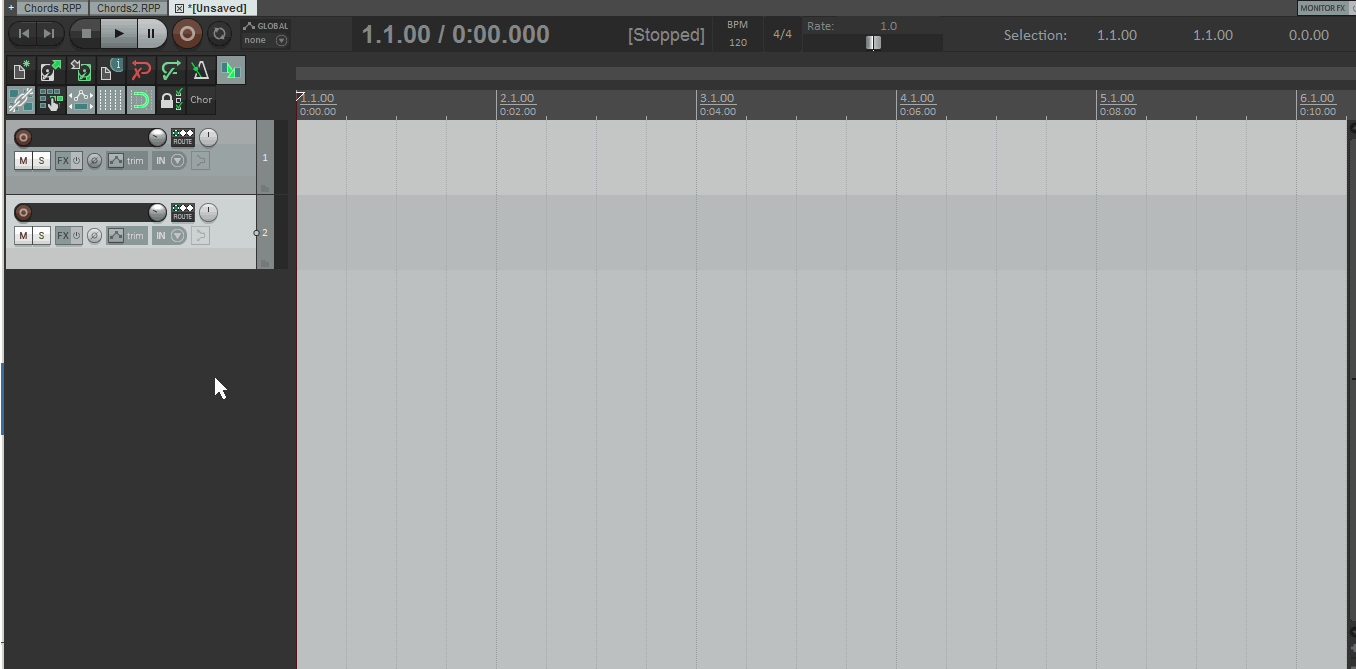 + Chords.RPP Chords2.RPP *[Unsaved] MONITOR FX
GLOBAL
none
1.1.00 / 0:00.000 [Stopped]
BPM
120
4/4
Rate: 1.0
Selection: 1.1.00 1.1.00 0.0.00
Chor
1.1.00 2.1.00 3.1.00 4.1.00 5.1.00 6.1.00
0:00.00 0:02.00 0:04.00 0:06.00 0:08.00 0:10.00
ROUTE
M S FX trim IN 1
ROUTE
M S FX trim IN 2